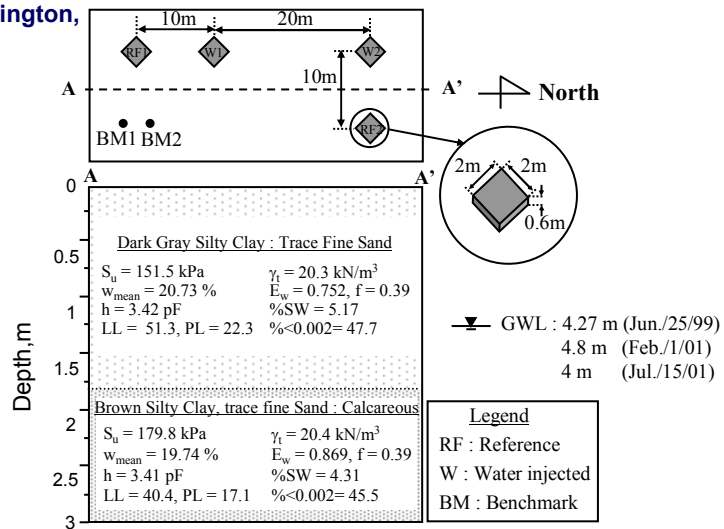 ington,
10m
20m
RF1
W1
W2
10m
A
A'
North
BM1 BM2
RF2
2m
2m
0.6m
A
A'
0
0.5
1
1.5
2
2.5
3
Depth,m
Dark Gray Silty Clay : Trace Fine Sand
Su = 151.5 kPa γt = 20.3 kN/m³
wmean = 20.73 % Ew = 0.752, f = 0.39
h = 3.42 pF %SW = 5.17
LL = 51.3, PL = 22.3 %<0.002= 47.7
Brown Silty Clay, trace fine Sand : Calcareous
Su = 179.8 kPa γt = 20.4 kN/m³
wmean = 19.74 % Ew = 0.869, f = 0.39
h = 3.41 pF %SW = 4.31
LL = 40.4, PL = 17.1 %<0.002= 45.5
GWL : 4.27 m (Jun./25/99)
4.8 m (Feb./1/01)
4 m (Jul./15/01)
Legend
RF : Reference
W : Water injected
BM : Benchmark